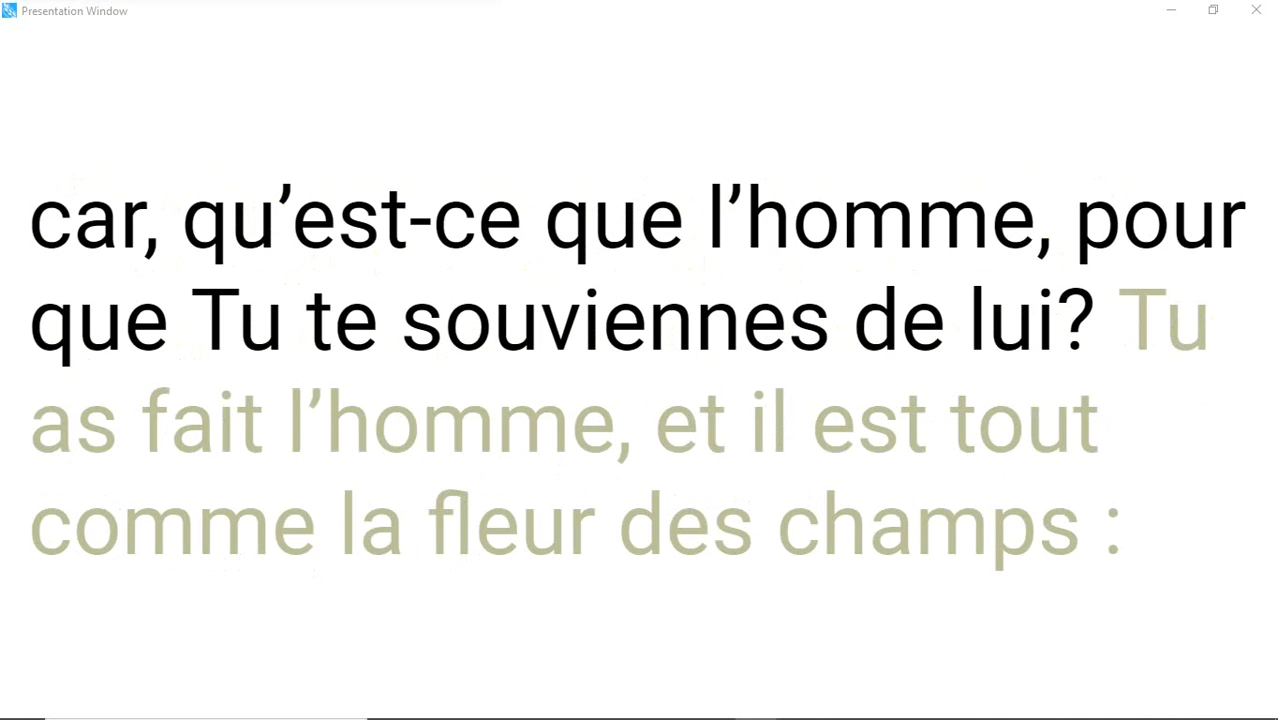 Presentation Window
car, qu’est-ce que l’homme, pour
que Tu te souviennes de lui? Tu
as fait l’homme, et il est tout
comme la fleur des champs :